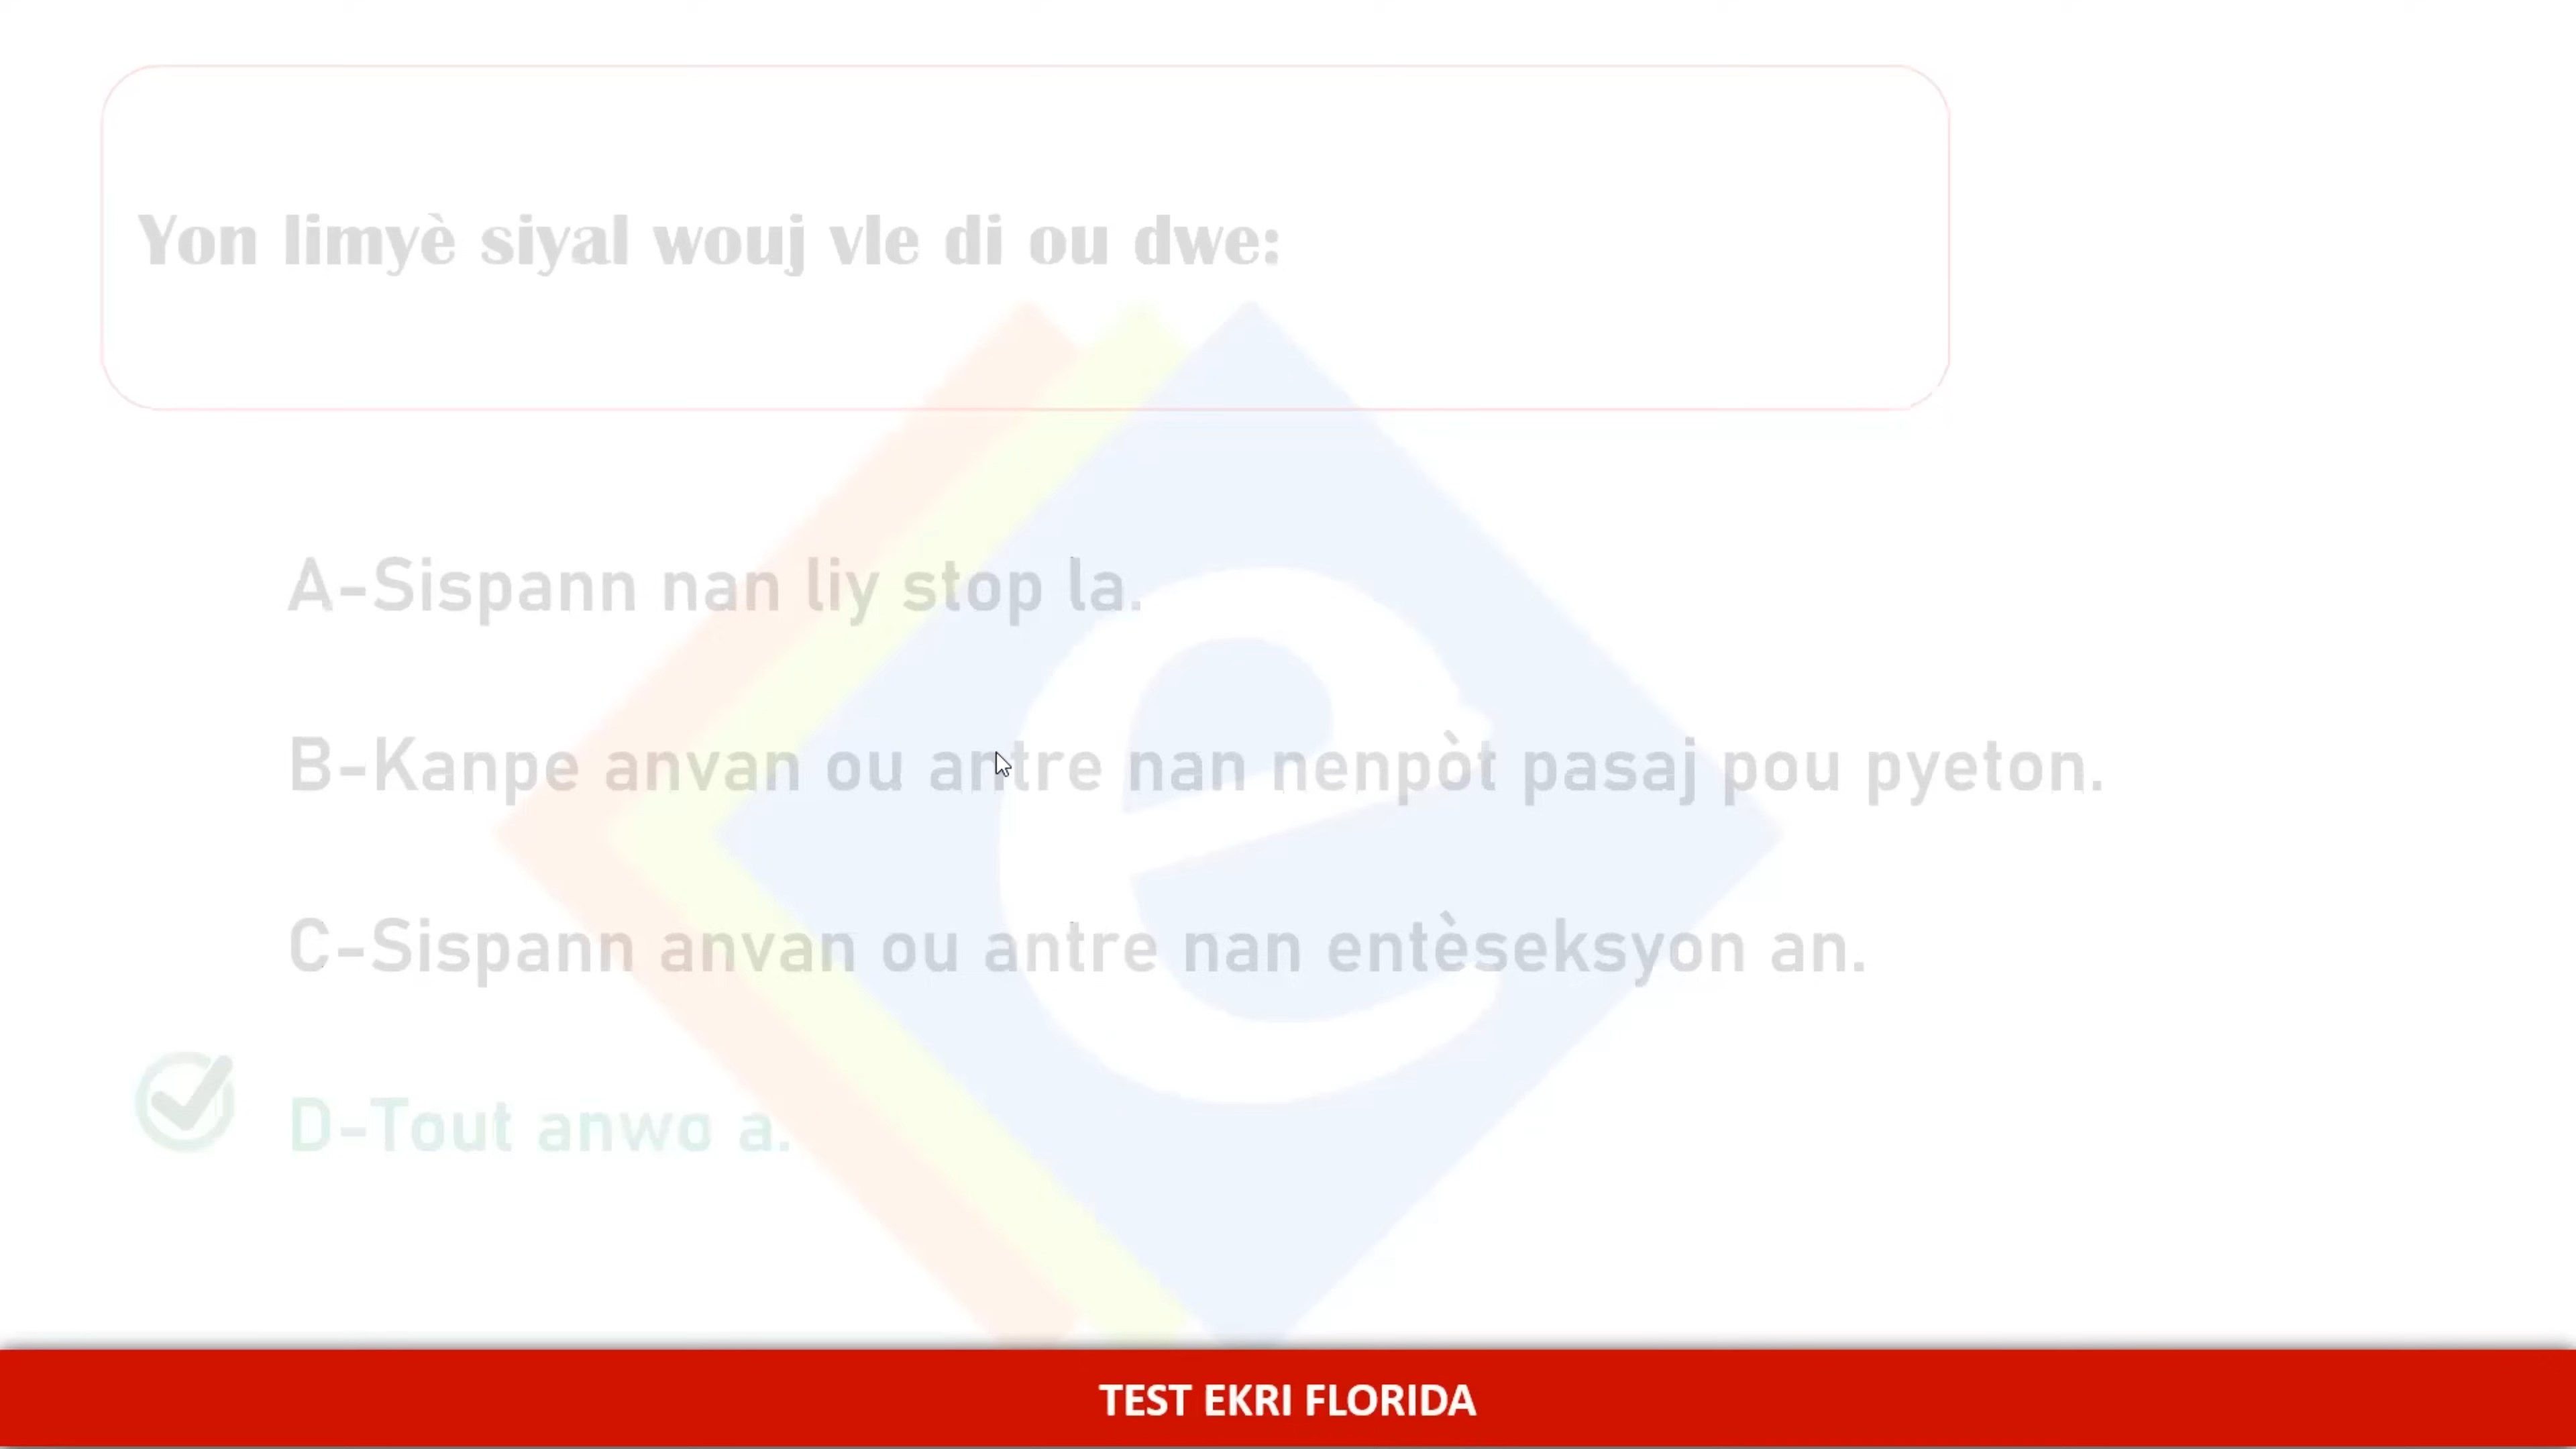 Yon limyè siyal wouj vle di ou dwe:
A-Sispann nan liy stop la.
B-Kanpe anvan ou antre nan nenpòt pasaj pou pyeton.
C-Sispann anvan ou antre nan entèseksyon an.
D-Tout anwo a.
e
TEST EKRI FLORIDA